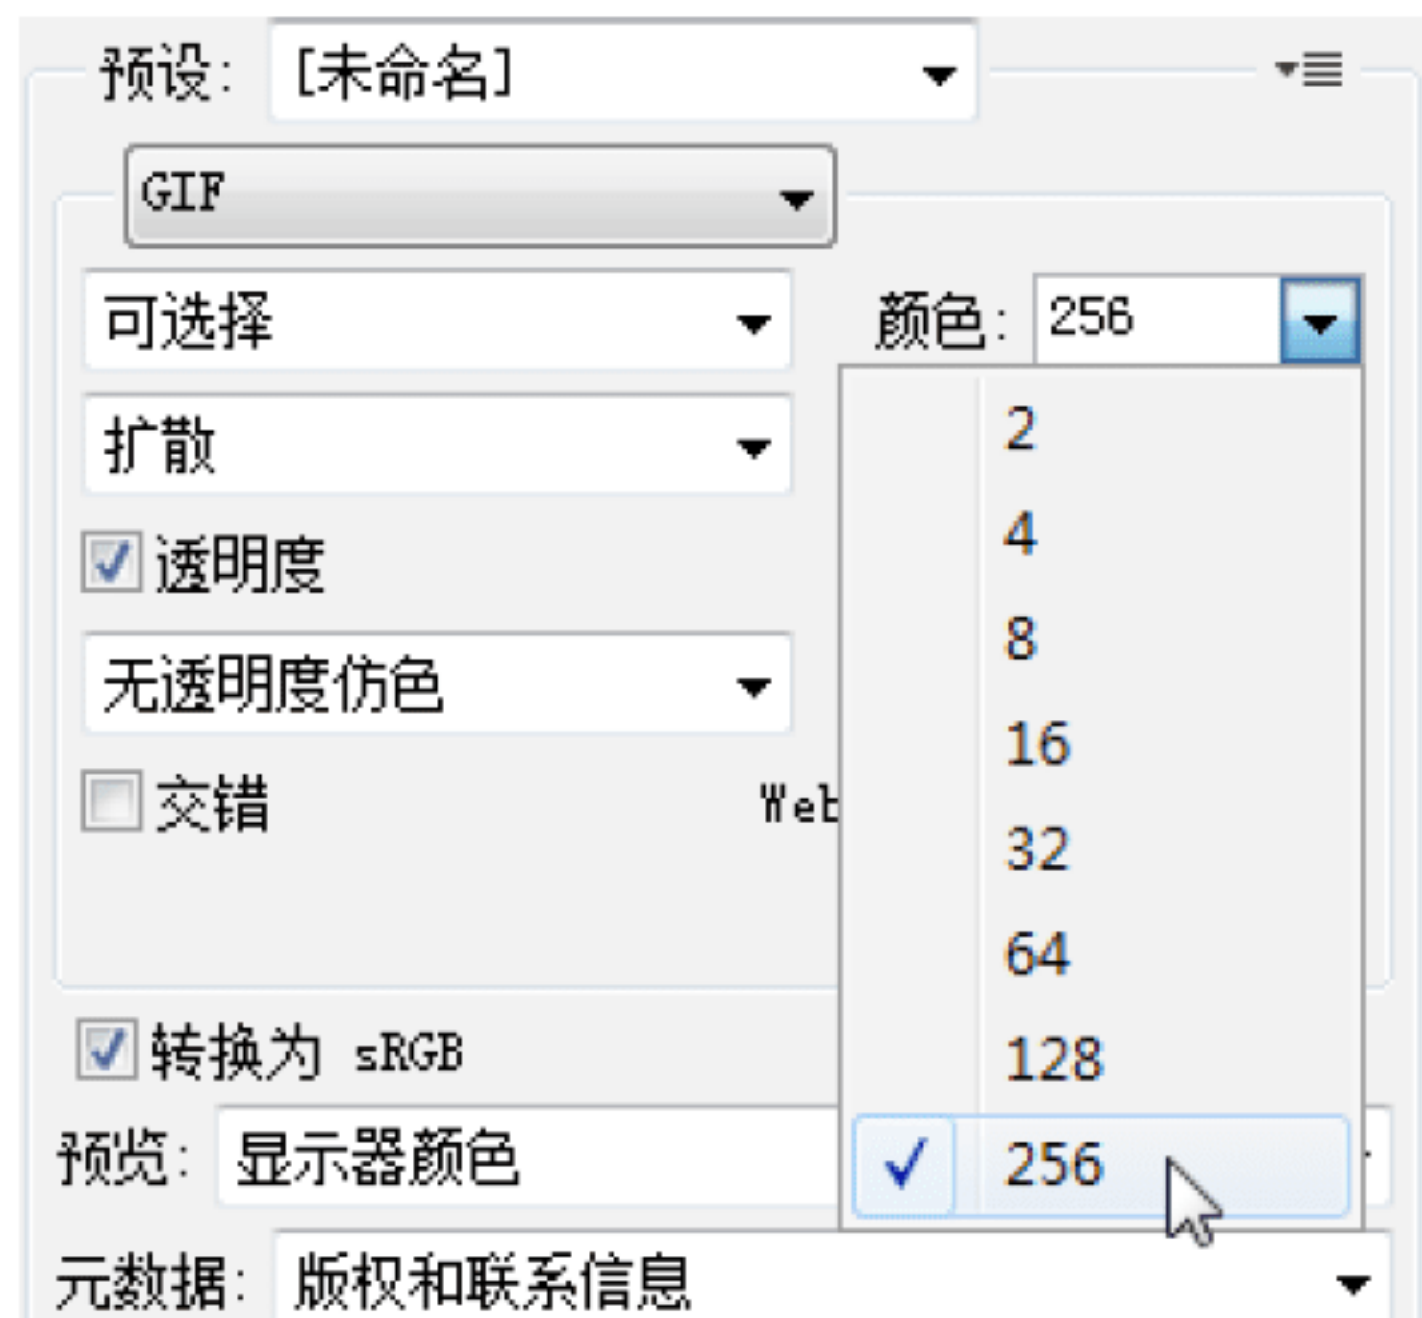 预设: [未命名]
GIF
可选择 颜色: 256
扩散
透明度
无透明度仿色
交错 Web
2
4
8
16
32
64
128
256
转换为 sRGB
预览: 显示器颜色
元数据: 版权和联系信息